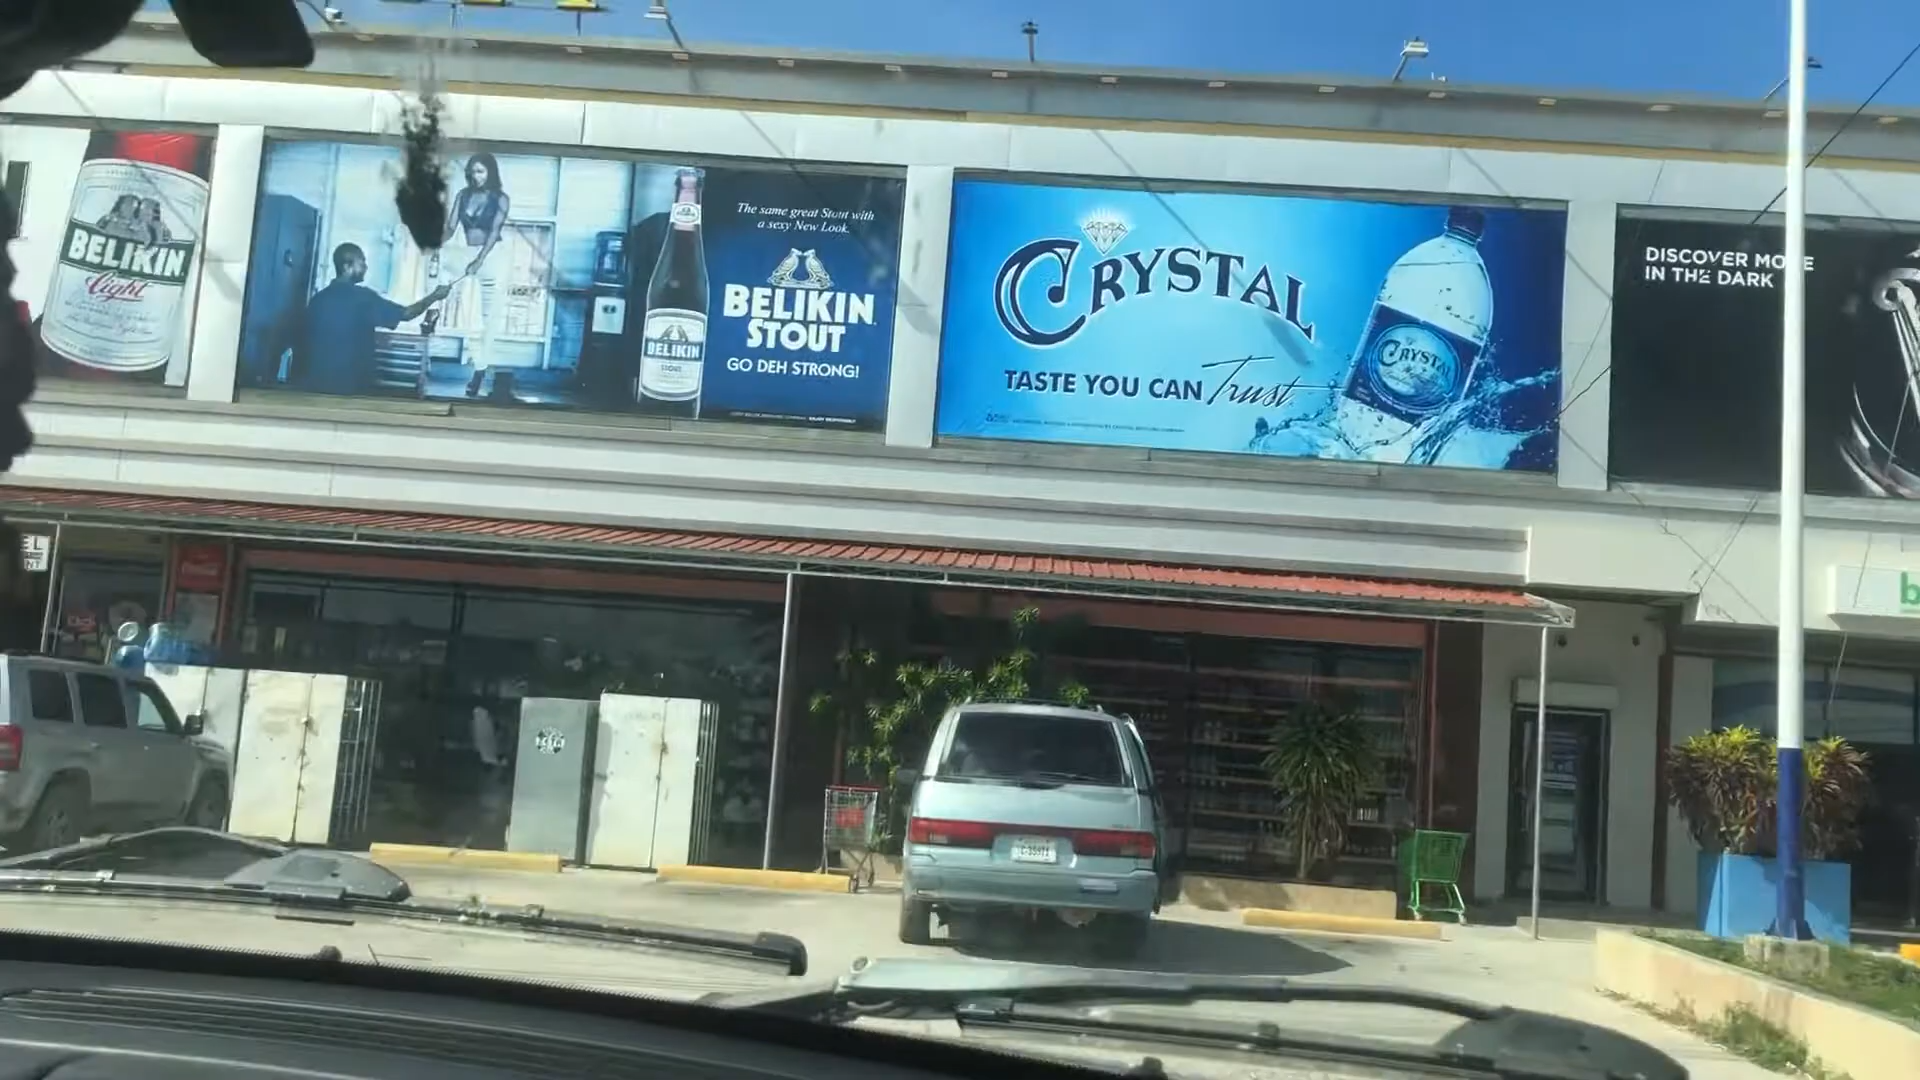 BELIKIN
Light
The same great Stout with
a sexy New Look.
BELIKIN
STOUT
GO DEH STRONG!
BELIKIN
STOUT
CRYSTAL
TASTE YOU CAN Trust
CRYSTAL
DISCOVER MORE
IN THE DARK
b